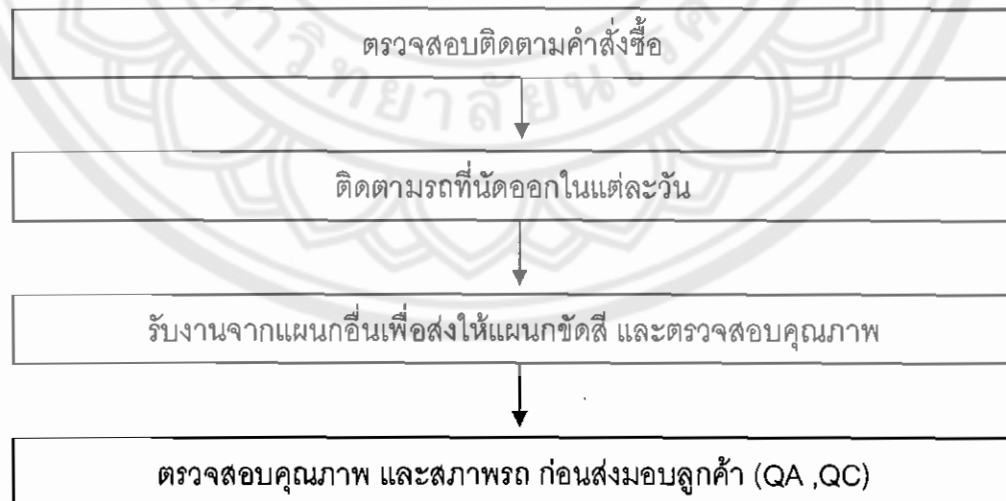 ตรวจสอบติดตามคำสั่งซื้อ
ติดตามรถที่นัดออกในแต่ละวัน
รับงานจากแผนกอื่นเพื่อส่งให้แผนกขัดสี และตรวจสอบคุณภาพ
ตรวจสอบคุณภาพ และสภาพรถ ก่อนส่งมอบลูกค้า (QA ,QC)